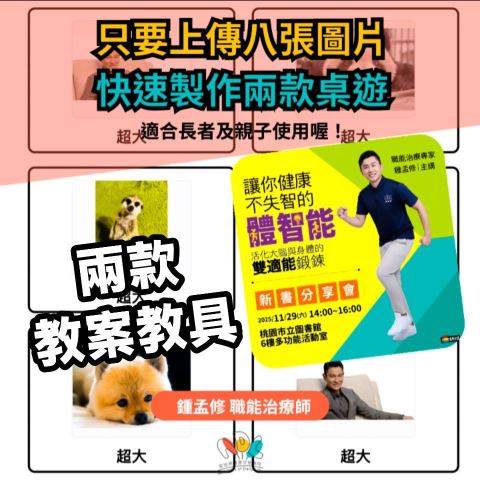 只要上傳八張圖片
快速製作兩款桌遊
適合長者及親子使用喔！
超大
超大
職能治療專家
鍾孟修｜主講
讓你健康
不失智的
體智能
活化大腦與身體的
雙適能鍛鍊
新書分享會
2025/11/29(六) 14:00~16:00
桃園市立圖書館
6樓多功能活動室
兩款
教案教具
超大
鍾孟修 職能治療師
超大
超大